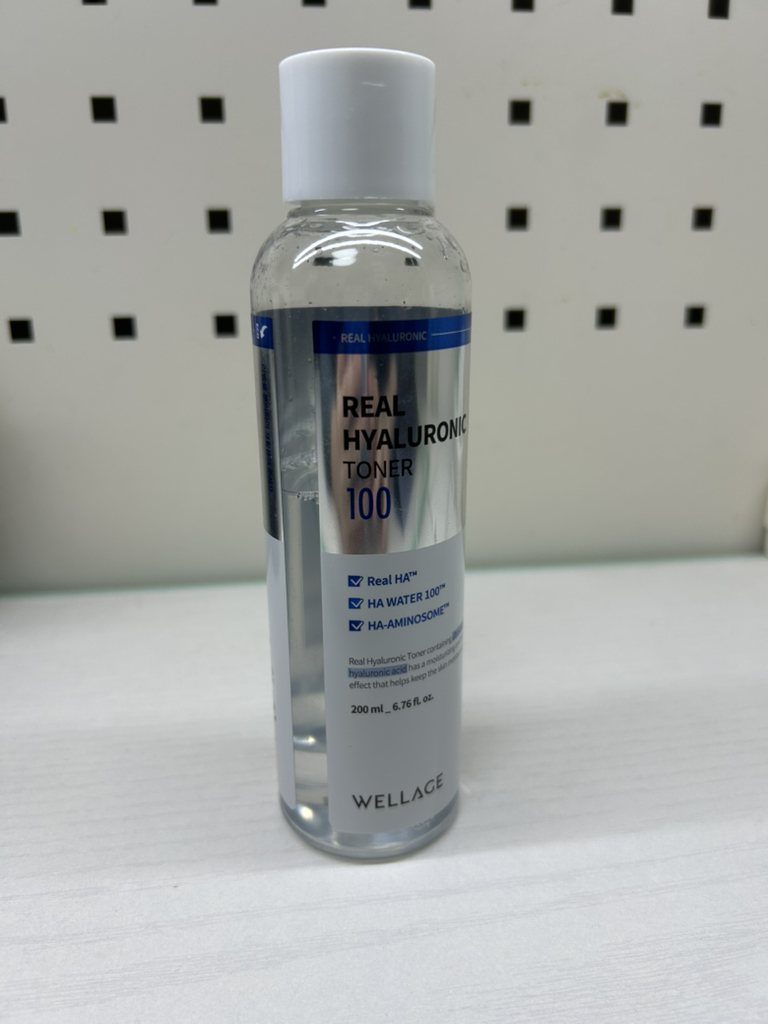 REAL HYALURONIC
REAL
HYALURONIC
TONER
100
Real HA™
HA WATER 100™
HA-AMINOSOME™
Real Hyaluronic Toner containing
hyaluronic acid has a moisturizing
effect that helps keep the skin
200 ml _ 6.76 fl. oz.
WELLAGE